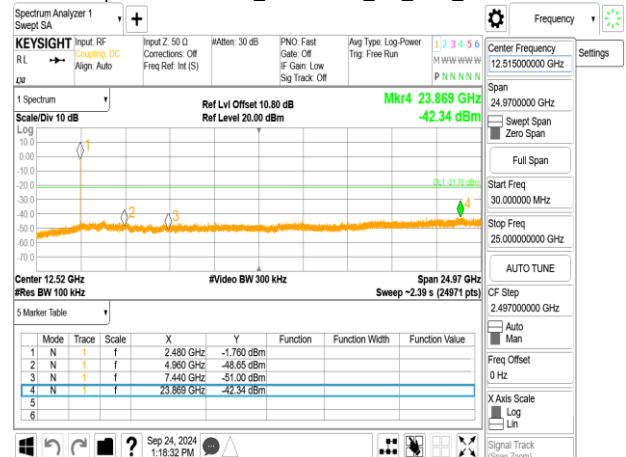 Spectrum Analyzer 1
Swept SA
+
Frequency
KEYSIGHT
Input: RF
Input Z: 50 Ω
#Atten: 30 dB
PNO: Fast
Avg Type: Log-Power
1 2 3 4 5 6
RL
Coupling: DC
Corrections: Off
Gate: Off
Trig: Free Run
M W W W W W
Align: Auto
Freq Ref: Int (S)
IF Gain: Low
P N N N N N
Sig Track: Off
1 Spectrum
Ref Lvl Offset 10.80 dB
Mkr4 23.869 GHz
Scale/Div 10 dB
Ref Level 20.00 dBm
-42.34 dBm
Log
10.0
0.00
-10.0
-20.0
-30.0
-40.0
-50.0
-60.0
-70.0
1
2
3
4
DL1 -21.76 dBm
Center 12.52 GHz
#Video BW 300 kHz
Span 24.97 GHz
#Res BW 100 kHz
Sweep ~2.39 s (24971 pts)
5 Marker Table
Mode Trace Scale X Y Function Function Width Function Value
1 N 1 f 2.480 GHz -1.760 dBm
2 N 1 f 4.960 GHz -48.65 dBm
3 N 1 f 7.440 GHz -51.00 dBm
4 N 1 f 23.869 GHz -42.34 dBm
5
6
?
Sep 24, 2024
1:18:32 PM
Center Frequency
12.515000000 GHz
Settings
Span
24.9700000 GHz
Swept Span
Zero Span
Full Span
Start Freq
30.000000 MHz
Stop Freq
25.000000000 GHz
AUTO TUNE
CF Step
2.497000000 GHz
Auto
Man
Freq Offset
0 Hz
X Axis Scale
Log
Lin
Signal Track
(Span Zoom)